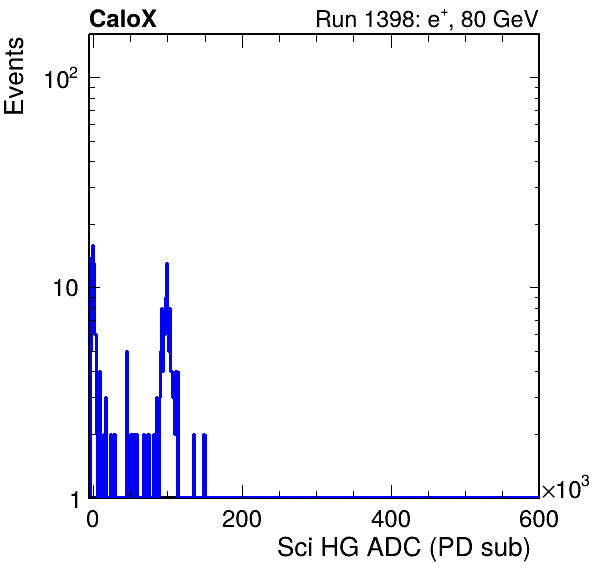 CaloX Run 1398: e⁺, 80 GeV
Events
10²
10
1
0 200 400 600
×10³
Sci HG ADC (PD sub)